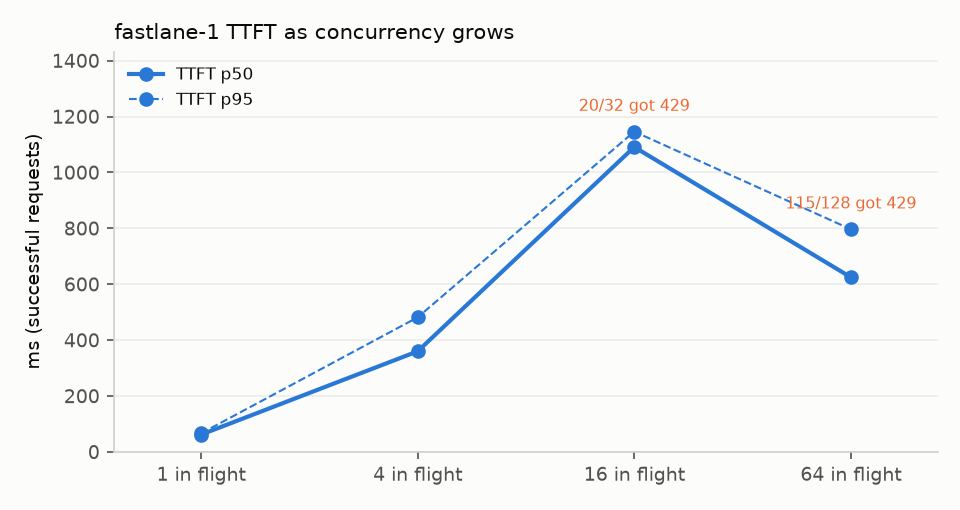 fastlane-1 TTFT as concurrency grows
TTFT p50
TTFT p95
20/32 got 429
115/128 got 429
ms (successful requests)
1400
1200
1000
800
600
400
200
0
1 in flight
4 in flight
16 in flight
64 in flight